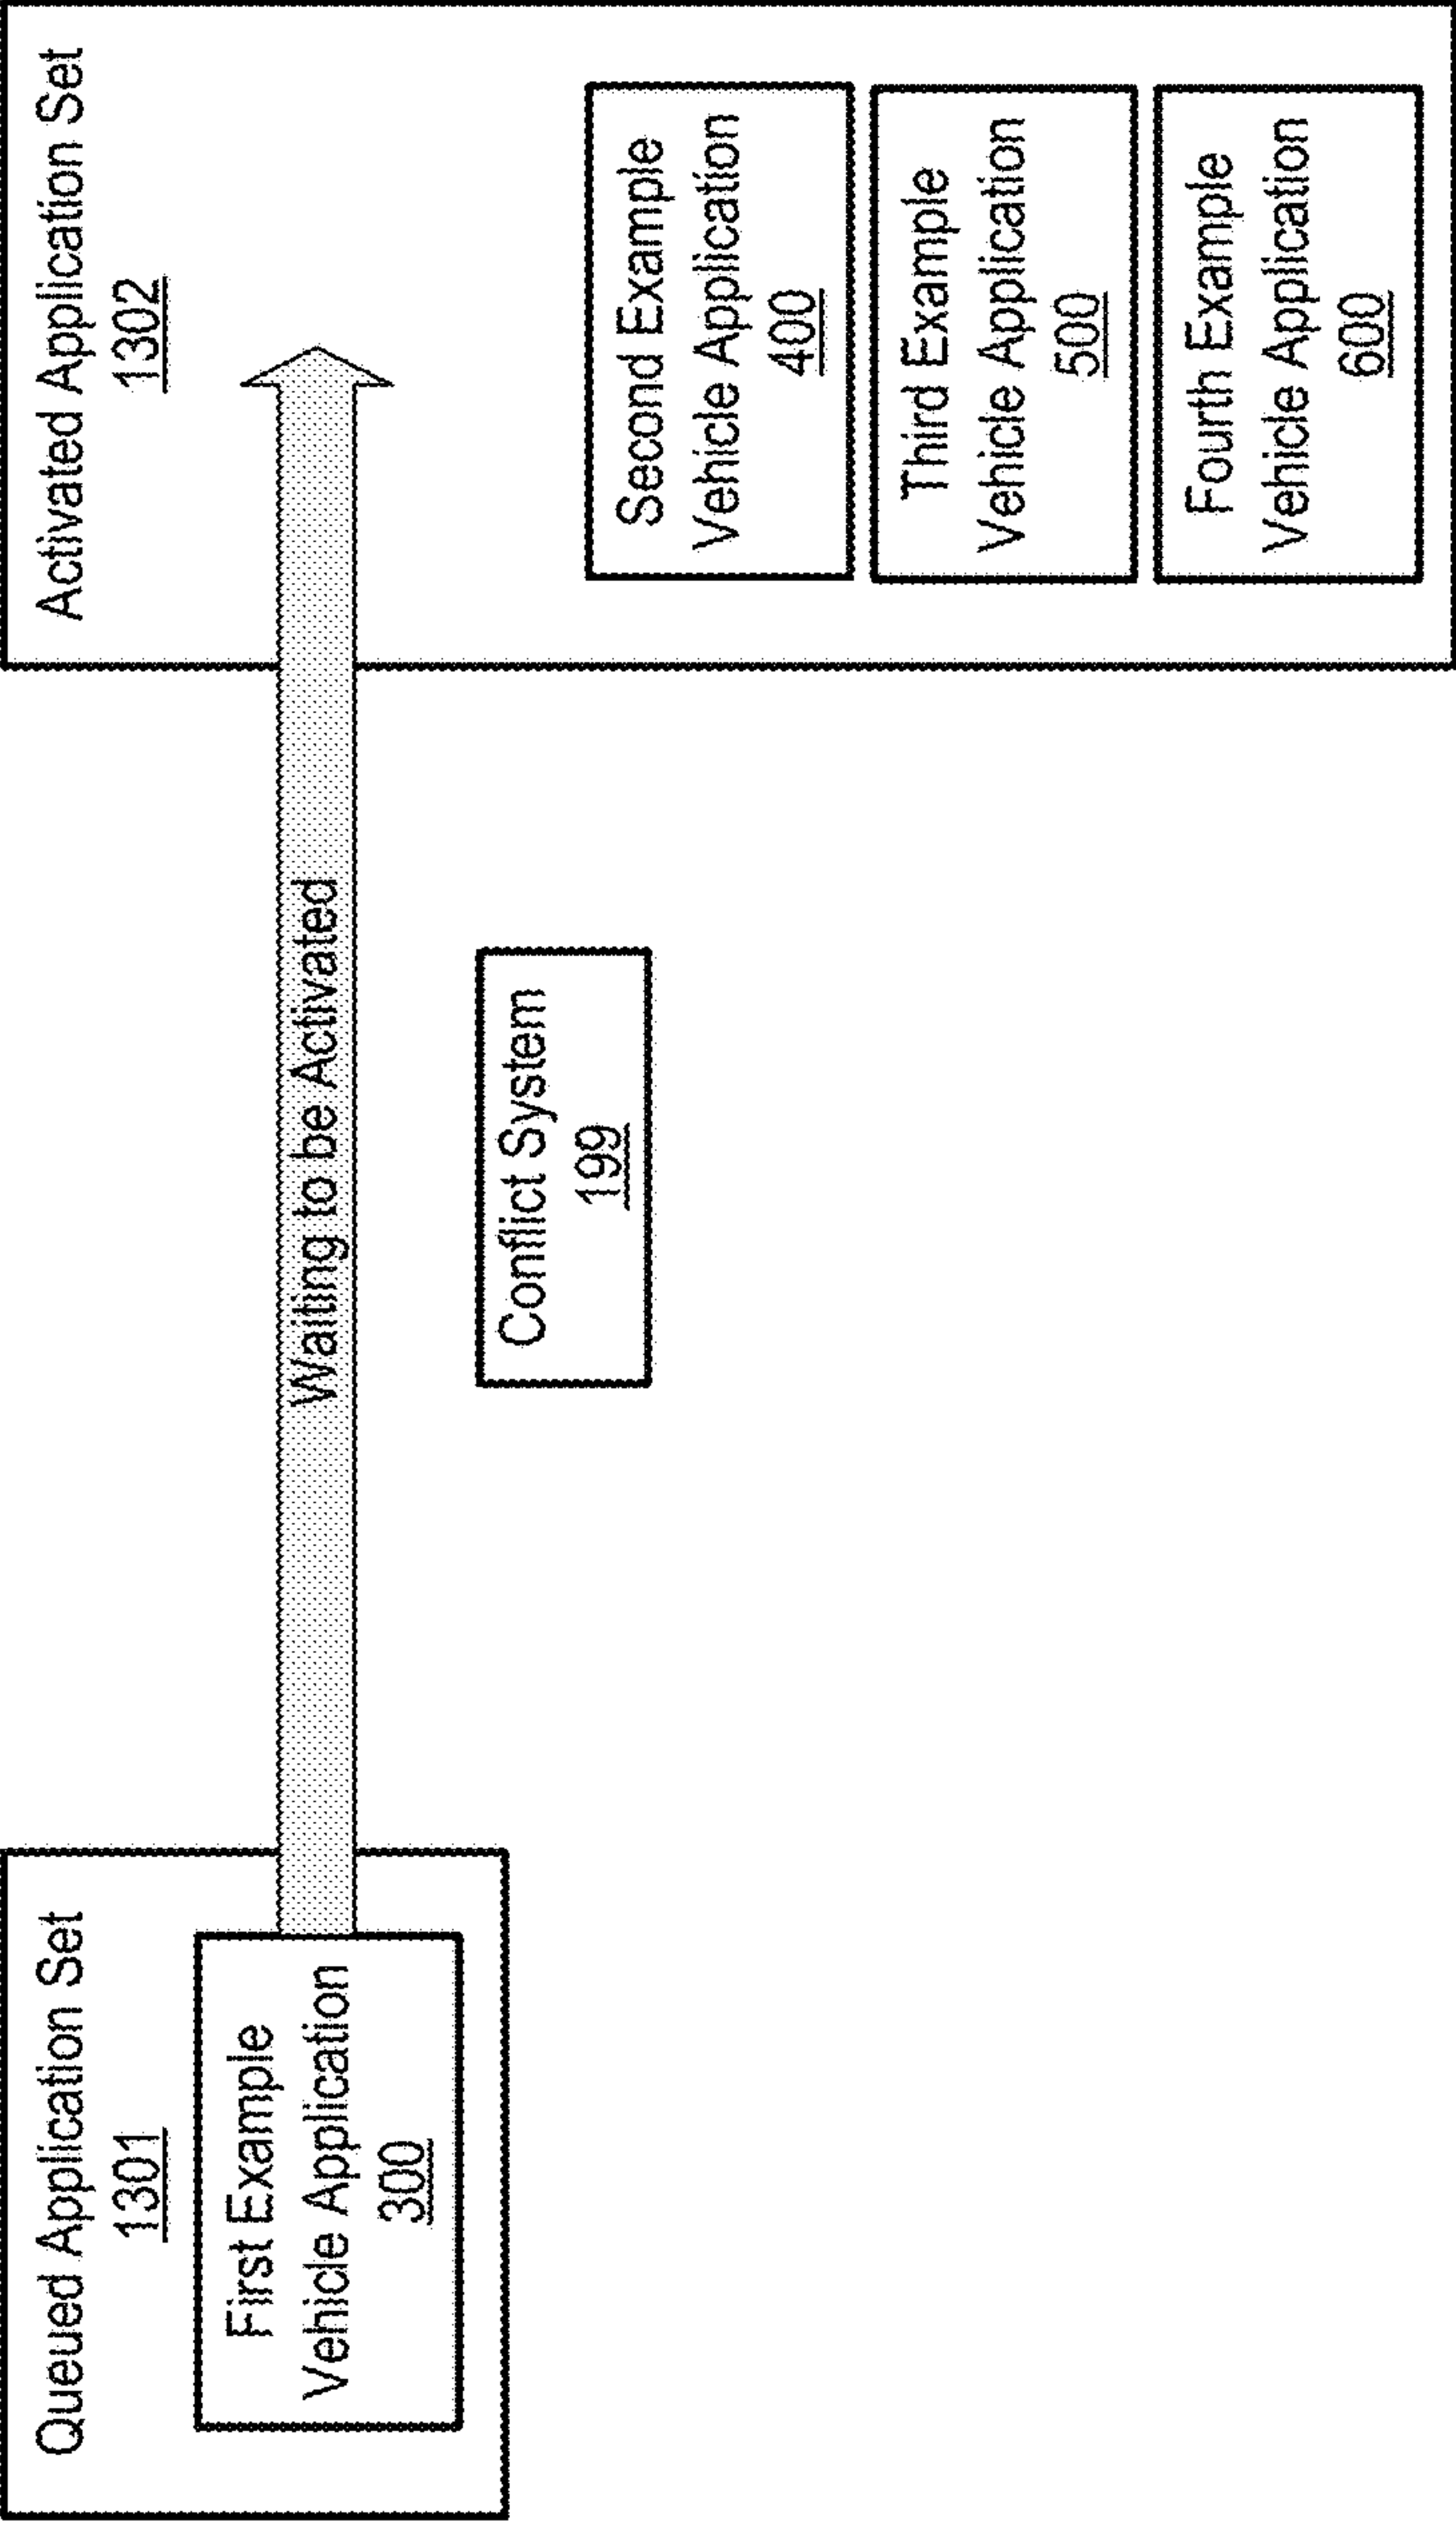 Queued Application Set
1301
First Example
Vehicle Application
300
Waiting to be Activated
Conflict System
199
Activated Application Set
1302
Second Example
Vehicle Application
400
Third Example
Vehicle Application
500
Fourth Example
Vehicle Application
600